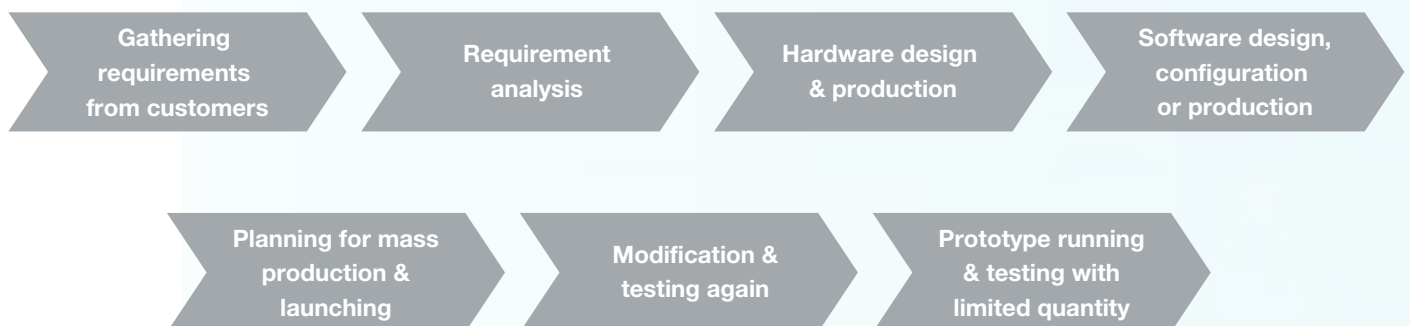 Gathering
requirements
from customers
Requirement
analysis
Hardware design
& production
Software design,
configuration
or production
Planning for mass
production &
launching
Modification &
testing again
Prototype running
& testing with
limited quantity